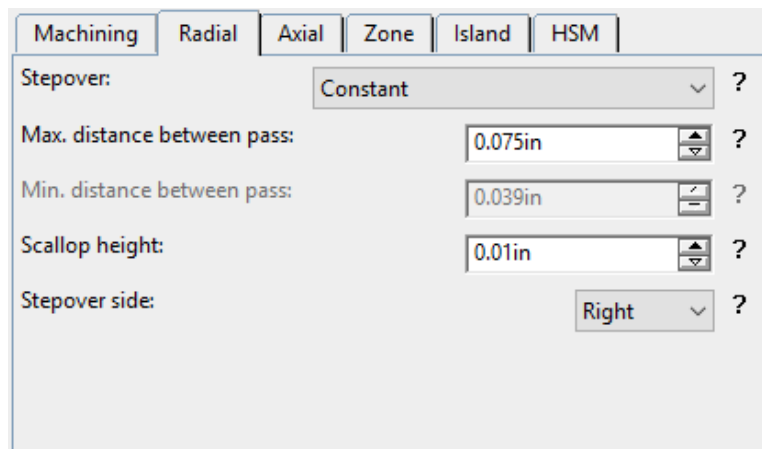 Machining Radial Axial Zone Island HSM
Stepover: Constant ?
Max. distance between pass: 0.075in ?
Min. distance between pass: 0.039in ?
Scallop height: 0.01in ?
Stepover side: Right ?